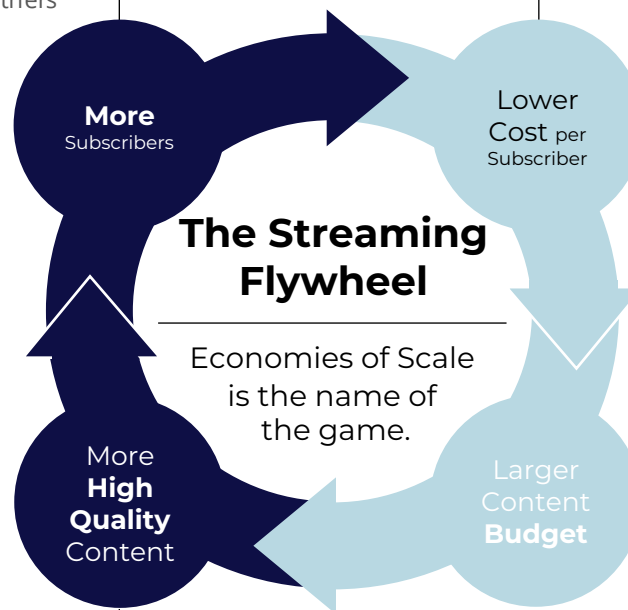 More
Subscribers
Lower
Cost per
Subscriber
The Streaming
Flywheel
Economies of Scale
is the name of
the game.
More
High
Quality
Content
Larger
Content
Budget